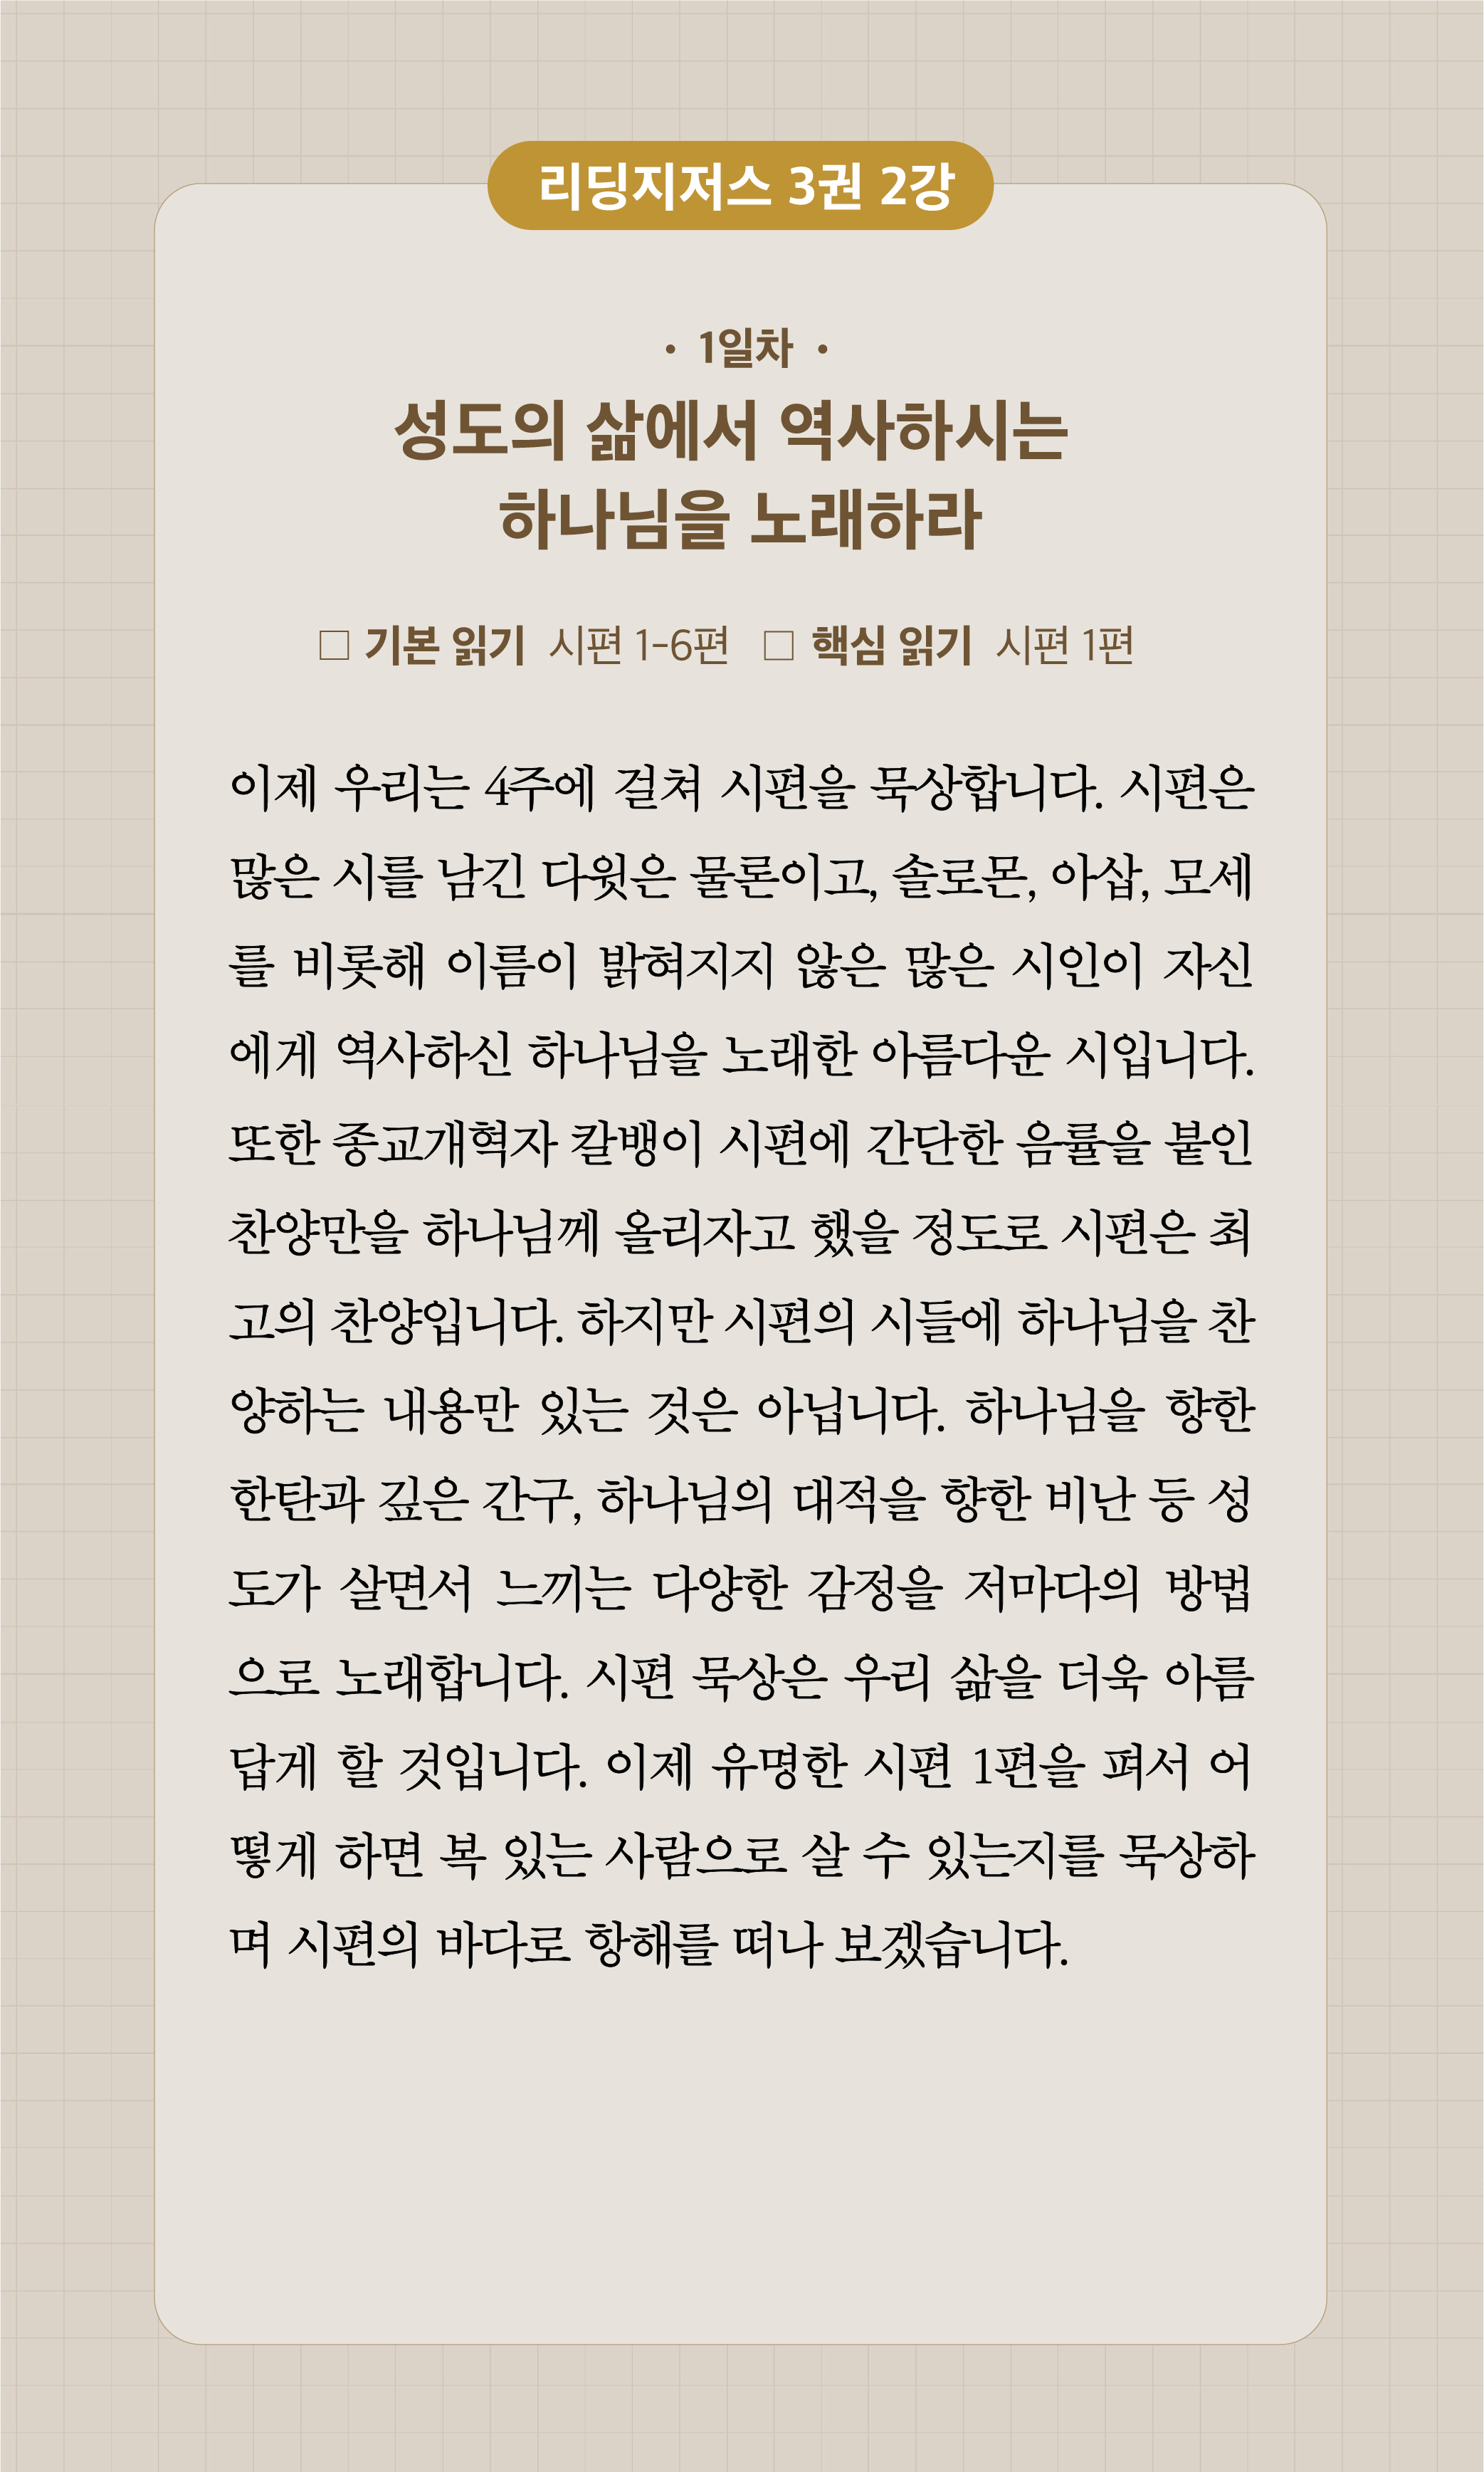 리딩지저스 3권 2강
· 1일차 ·
성도의 삶에서 역사하시는
하나님을 노래하라
□ 기본 읽기 시편 1-6편 □ 핵심 읽기 시편 1편
이제 우리는 4주에 걸쳐 시편을 묵상합니다. 시편은
많은 시를 남긴 다윗은 물론이고, 솔로몬, 아삽, 모세
를 비롯해 이름이 밝혀지지 않은 많은 시인이 자신
에게 역사하신 하나님을 노래한 아름다운 시입니다.
또한 종교개혁자 칼뱅이 시편에 간단한 음률을 붙인
찬양만을 하나님께 올리자고 했을 정도로 시편은 최
고의 찬양입니다. 하지만 시편의 시들에 하나님을 찬
양하는 내용만 있는 것은 아닙니다. 하나님을 향한
한탄과 깊은 간구, 하나님의 대적을 향한 비난 등 성
도가 살면서 느끼는 다양한 감정을 저마다의 방법
으로 노래합니다. 시편 묵상은 우리 삶을 더욱 아름
답게 할 것입니다. 이제 유명한 시편 1편을 펴서 어
떻게 하면 복 있는 사람으로 살 수 있는지를 묵상하
며 시편의 바다로 항해를 떠나 보겠습니다.